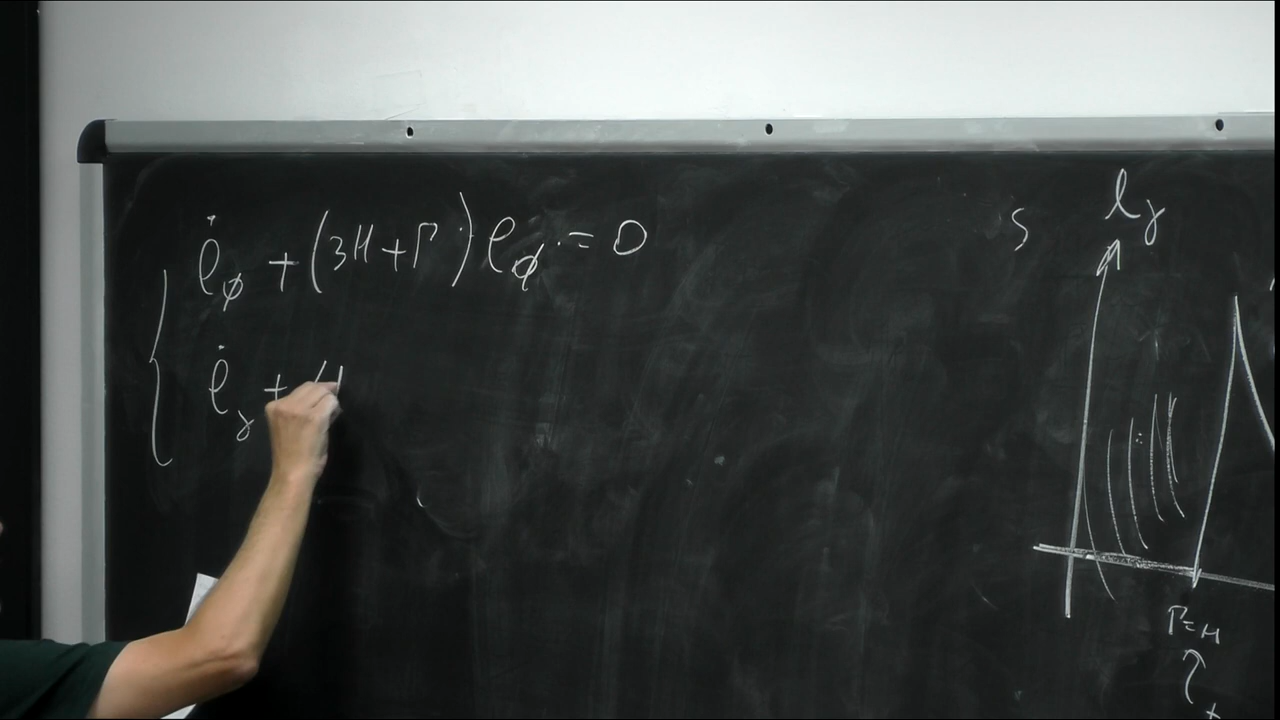 ρ̇_φ + (3H + Γ) ρ_φ = 0
ρ̇_γ + 4
S ρ_γ
Γ = H